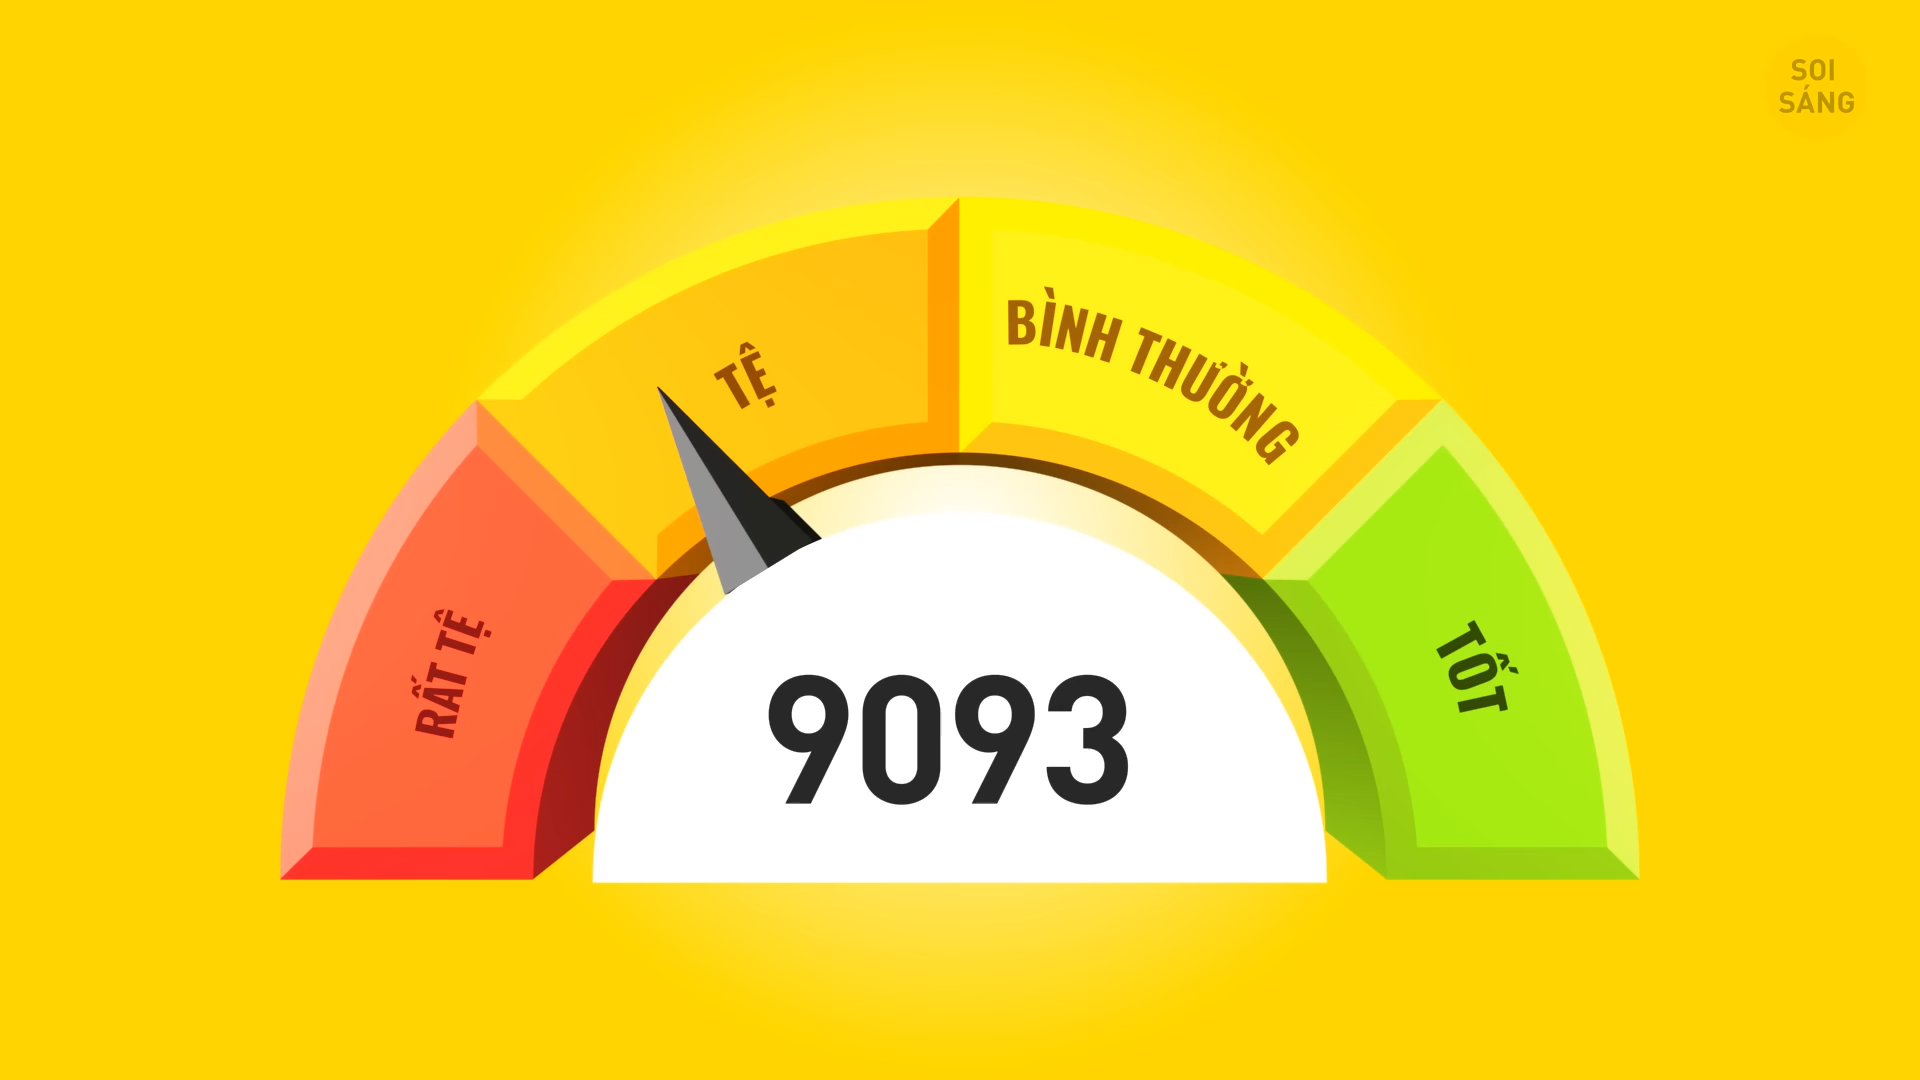 SOI
SÁNG
RẤT TỆ
TỆ
BÌNH THƯỜNG
TỐT
9093